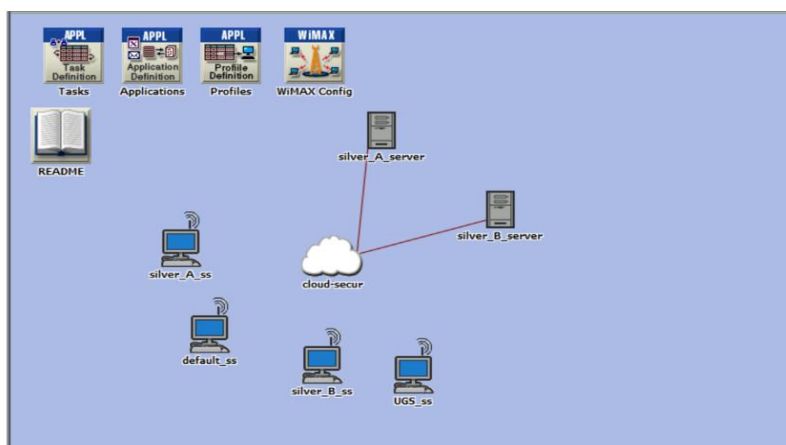 APPL
Task
Definition
Tasks
APPL
Application
Definition
Applications
APPL
Profile
Definition
Profiles
WiMAX
WiMAX Config
README
silver_A_server
silver_B_server
silver_A_ss
cloud-secur
default_ss
silver_B_ss
UGS_ss